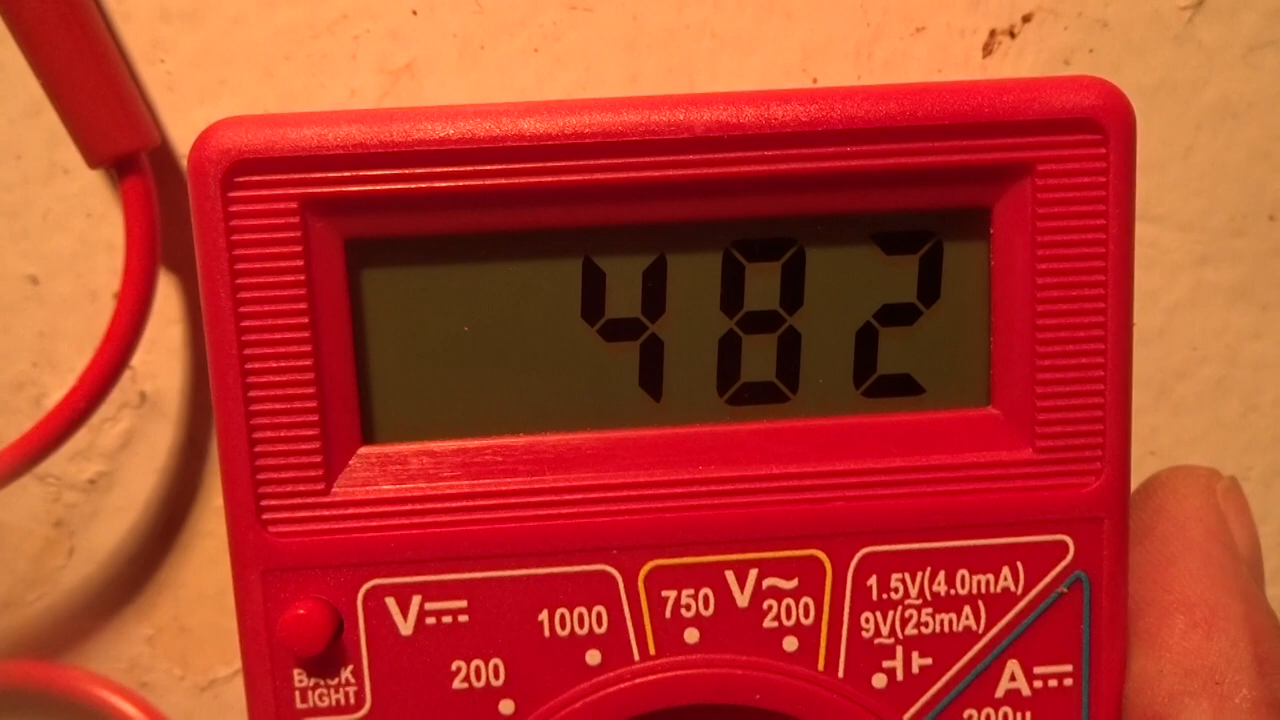 482
V⎓
1000
200
BACK
LIGHT
750
V~
200
1.5V(4.0mA)
9V(25mA)
A⎓
200µ